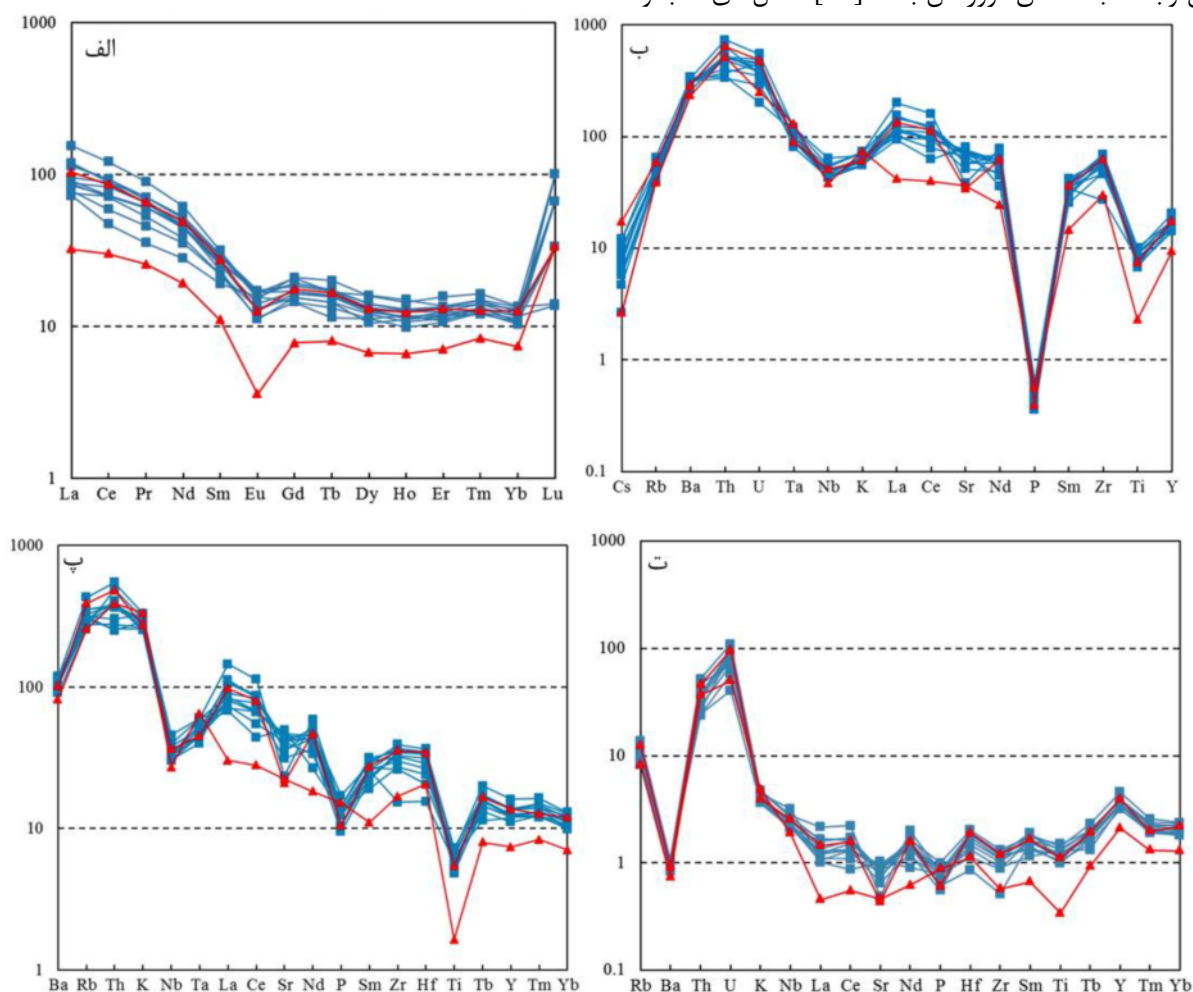 الف
1000
100
10
1
La Ce Pr Nd Sm Eu Gd Tb Dy Ho Er Tm Yb Lu
ب
1000
100
10
1
0.1
Cs Rb Ba Th U Ta Nb K La Ce Sr Nd P Sm Zr Ti Y
پ
1000
100
10
1
Ba Rb Th K Nb Ta La Ce Sr Nd P Sm Zr Hf Ti Tb Y Tm Yb
ت
1000
100
10
1
0.1
Rb Ba Th U K Nb La Ce Sr Nd P Hf Zr Sm Ti Tb Y Tm Yb